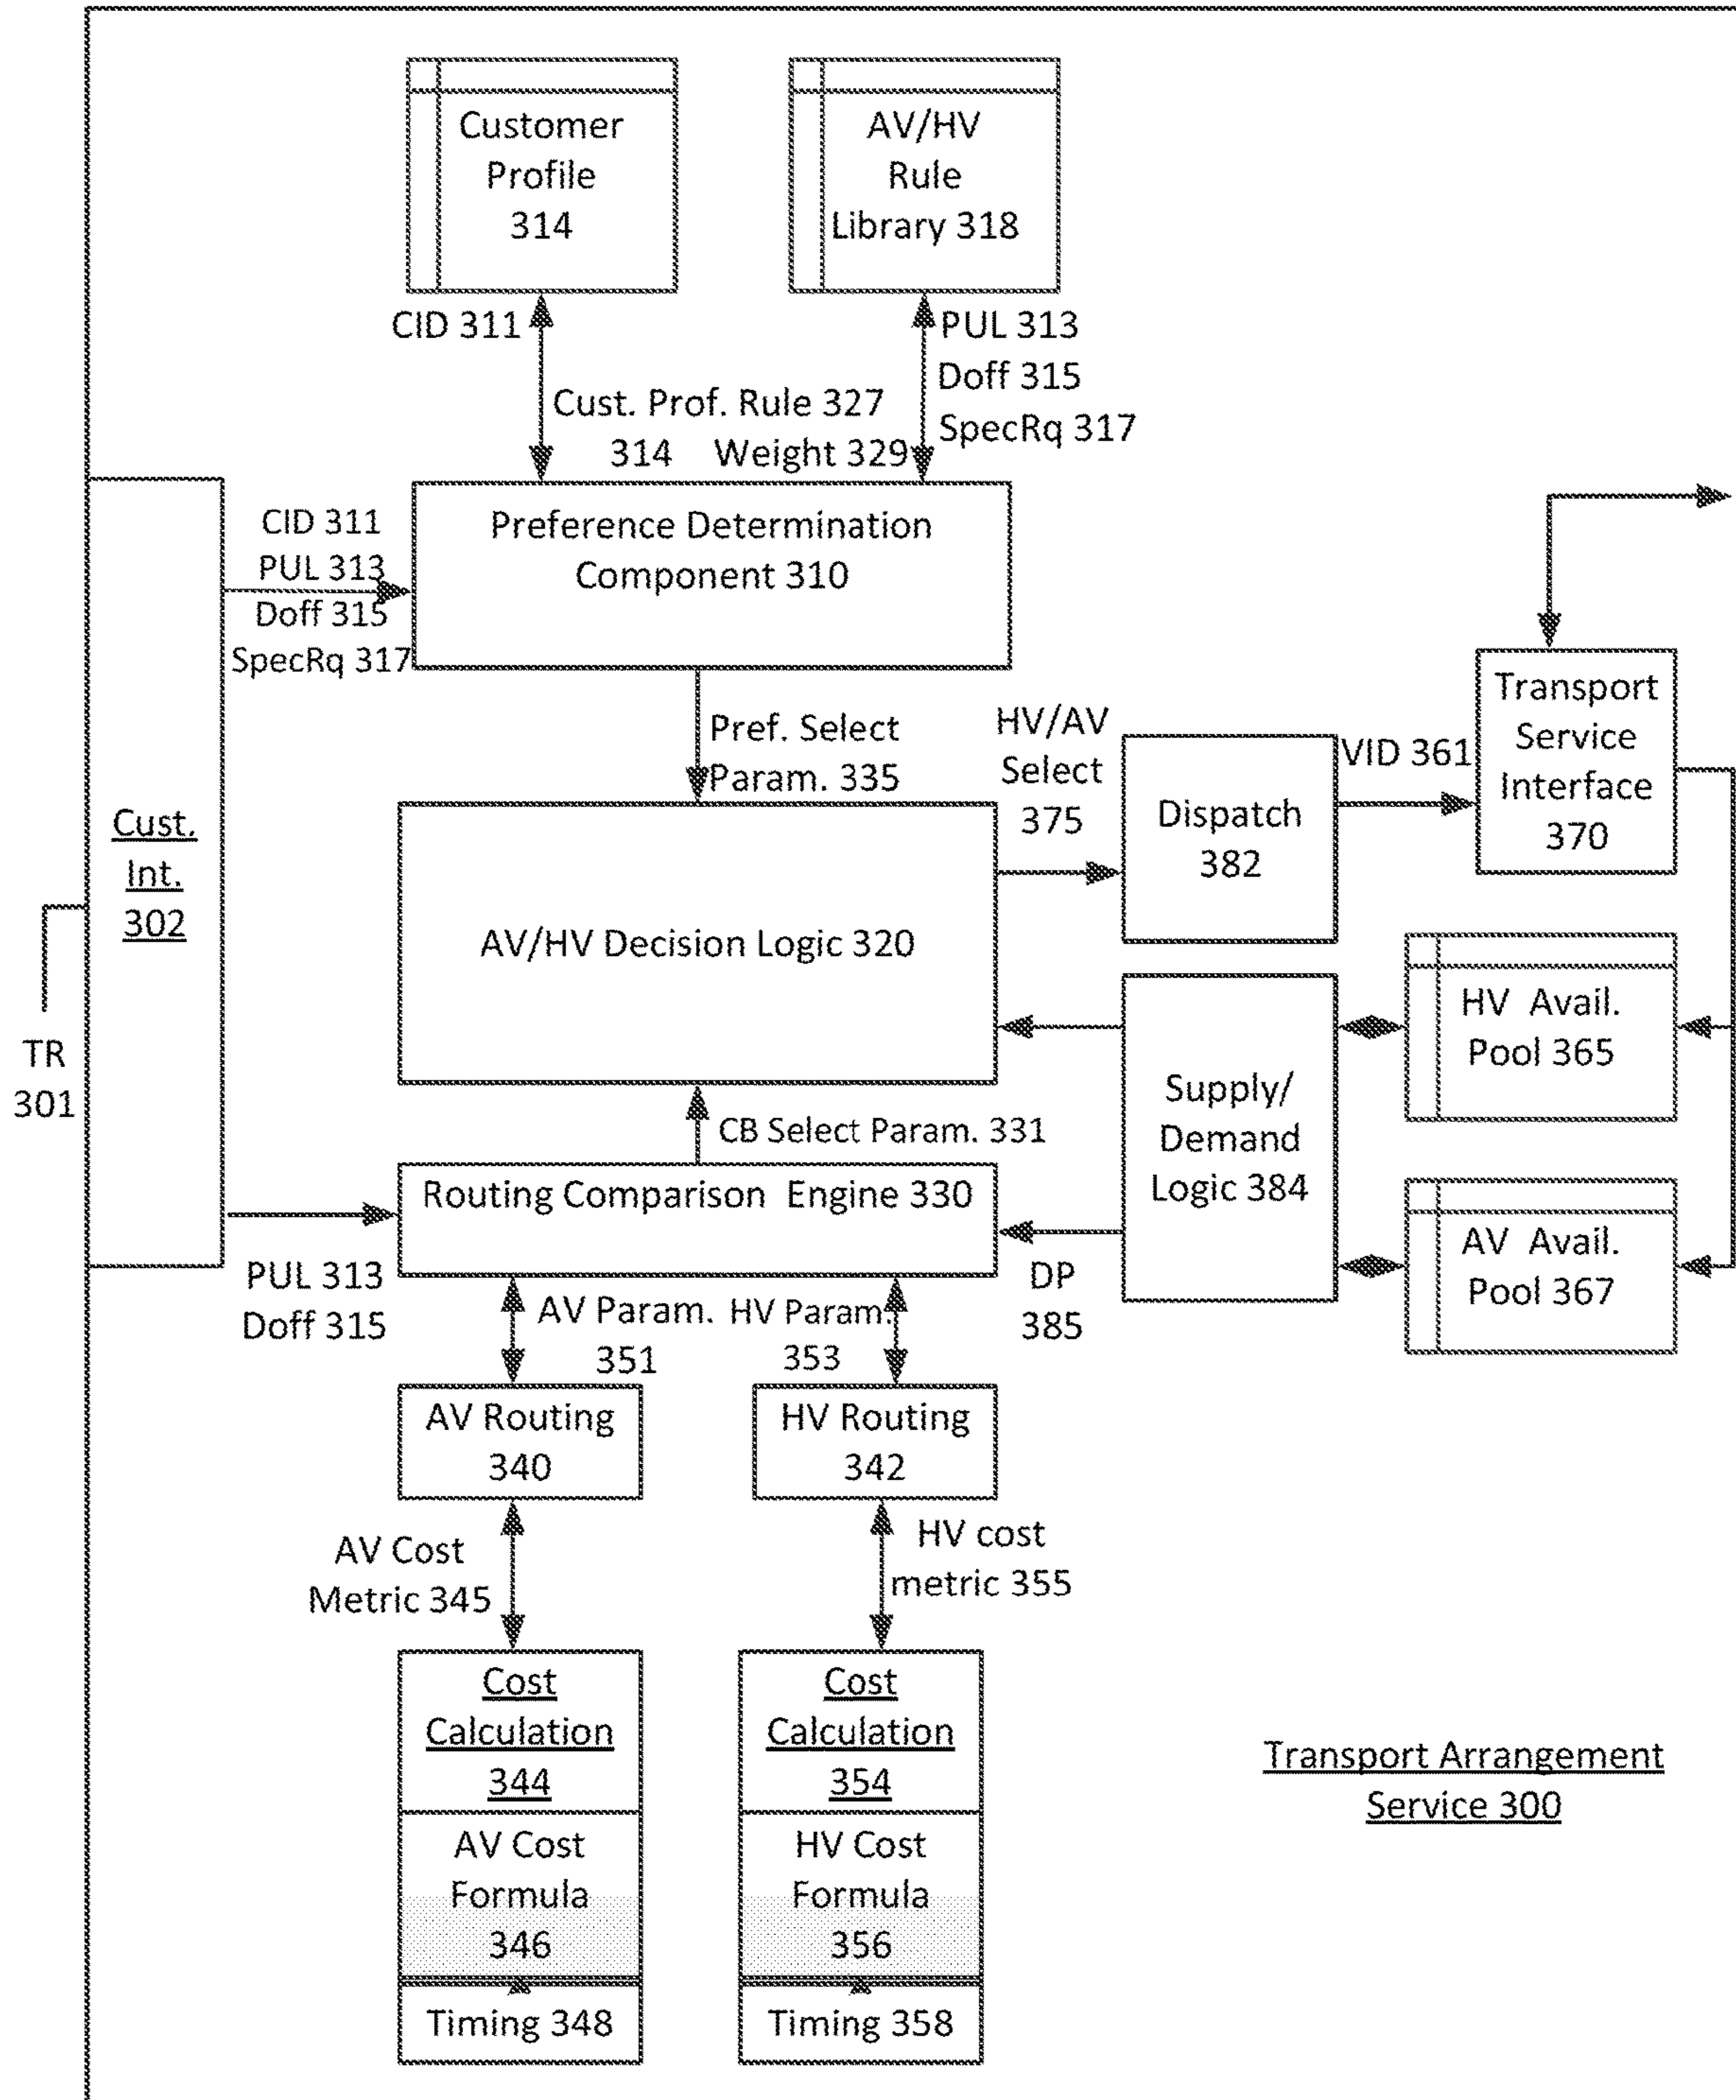 Customer
Profile
314
AV/HV
Rule
Library 318
CID 311
PUL 313
Doff 315
SpecRq 317
Cust. Prof. Rule 327
314 Weight 329
CID 311
PUL 313
Doff 315
SpecRq 317
Preference Determination
Component 310
Pref. Select
Param. 335
HV/AV
Select
375
Dispatch
382
VID 361
Transport
Service
Interface
370
Cust.
Int.
302
TR
301
AV/HV Decision Logic 320
HV Avail.
Pool 365
Supply/
Demand
Logic 384
AV Avail.
Pool 367
CB Select Param. 331
Routing Comparison Engine 330
PUL 313
Doff 315
DP
385
AV Param.
351
HV Param.
353
AV Routing
340
HV Routing
342
AV Cost
Metric 345
HV cost
metric 355
Cost
Calculation
344
AV Cost
Formula
346
Timing 348
Cost
Calculation
354
HV Cost
Formula
356
Timing 358
Transport Arrangement
Service 300